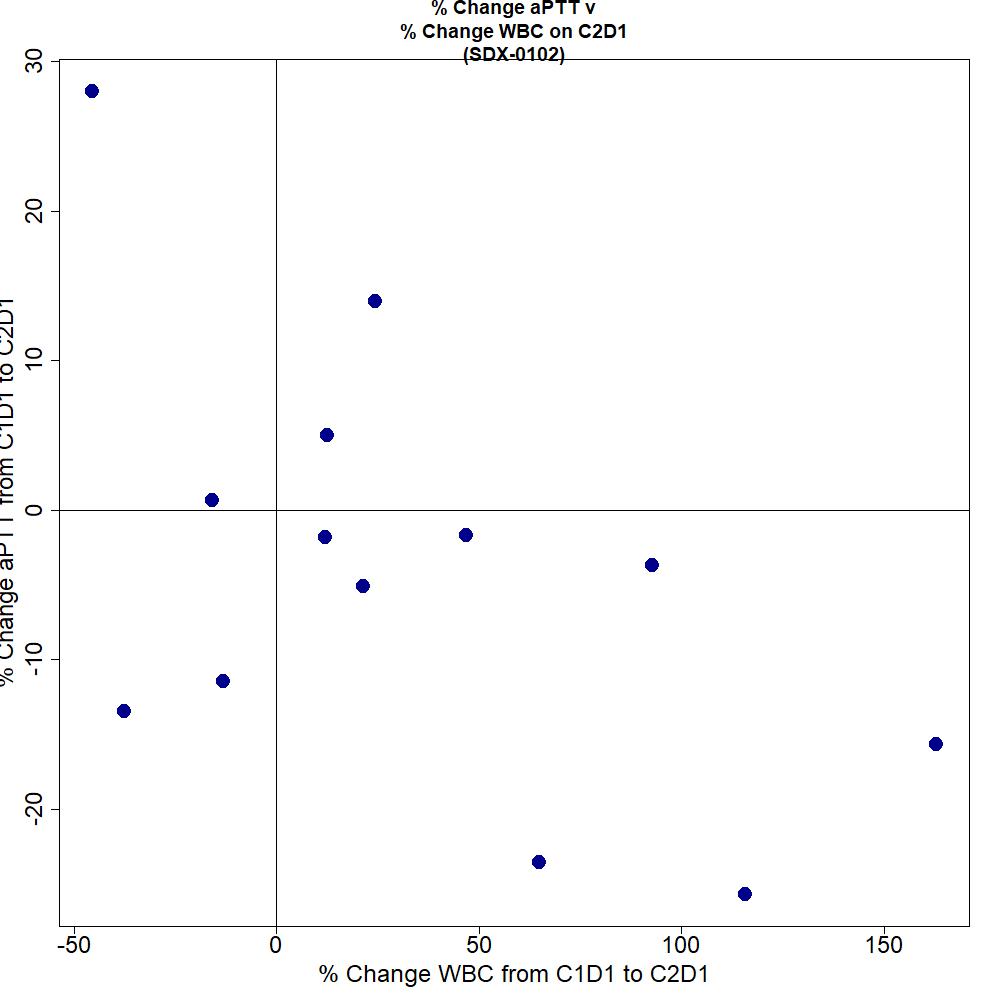 % Change aPTT v
% Change WBC on C2D1
(SDX-0102)
30
20
10
0
-10
-20
% Change aPTT from C1D1 to C2D1
-50
0
50
100
150
% Change WBC from C1D1 to C2D1